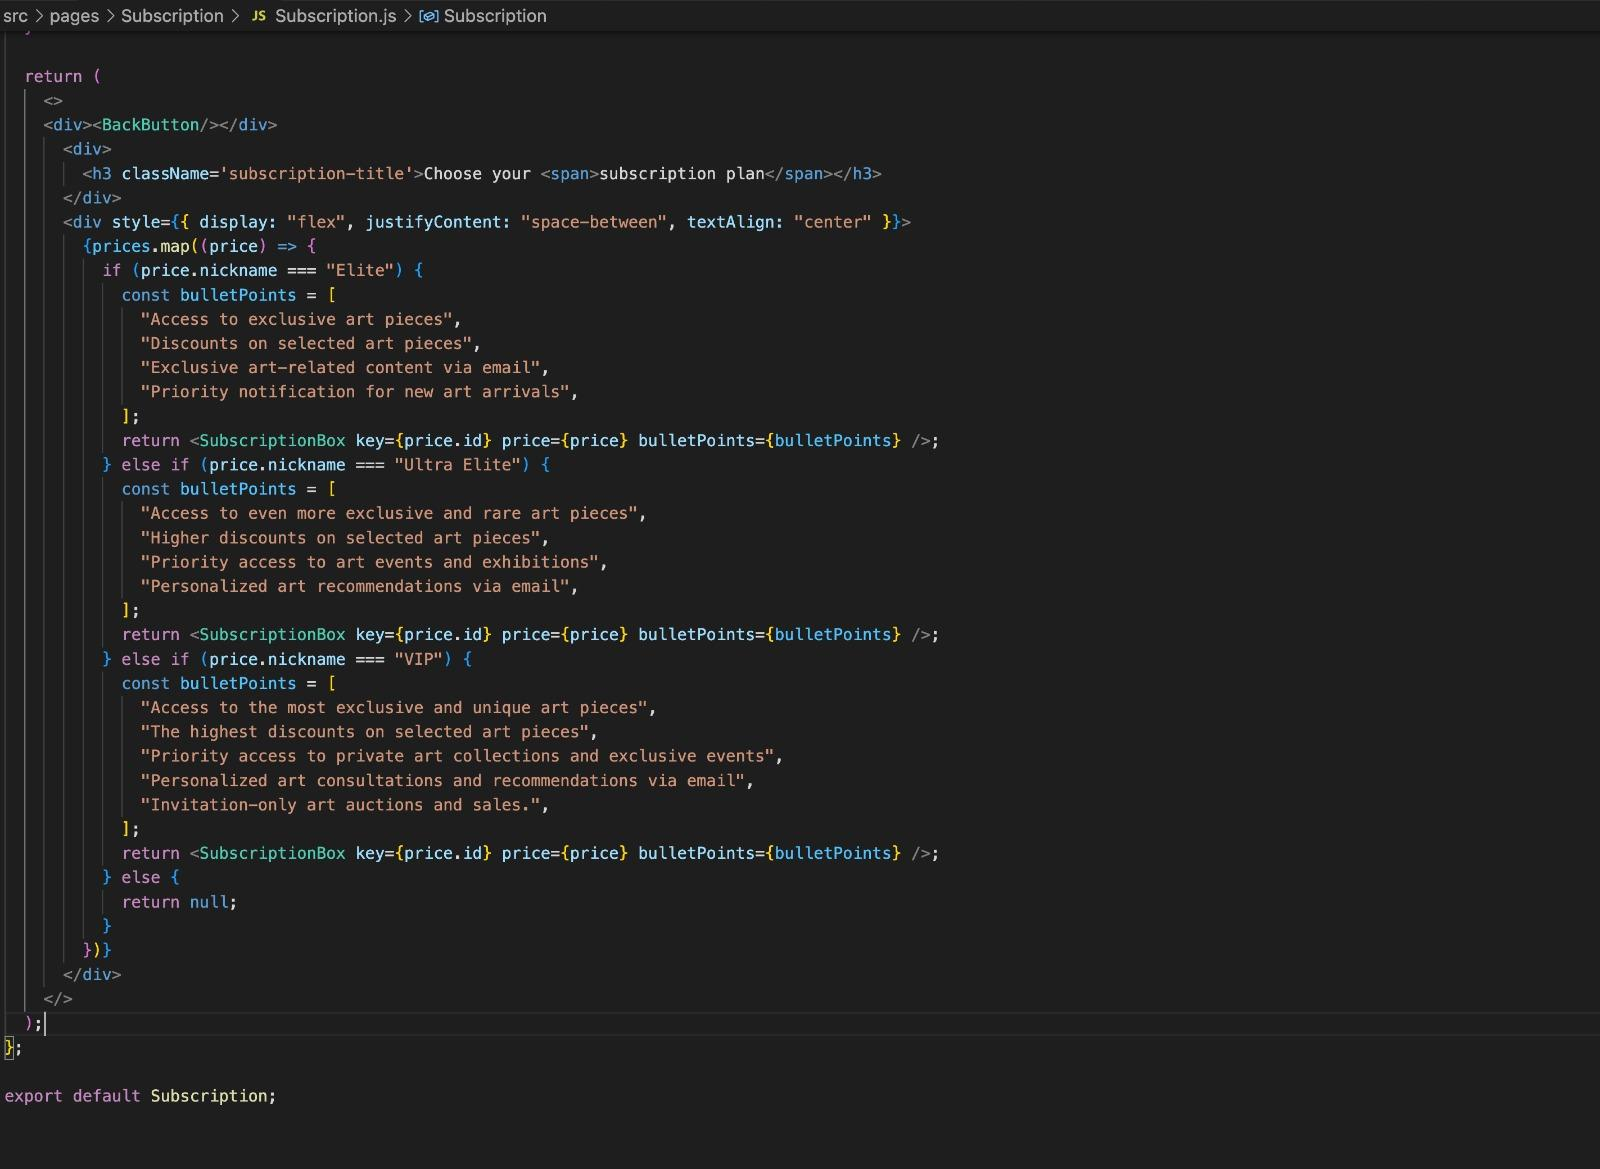 src > pages > Subscription > JS Subscription.js > Subscription
return (
<>
<div><BackButton/></div>
<div>
<h3 className='subscription-title'>Choose your <span>subscription plan</span></h3>
</div>
<div style={{ display: "flex", justifyContent: "space-between", textAlign: "center" }}>
{prices.map((price) => {
if (price.nickname === "Elite") {
const bulletPoints = [
"Access to exclusive art pieces",
"Discounts on selected art pieces",
"Exclusive art-related content via email",
"Priority notification for new art arrivals",
];
return <SubscriptionBox key={price.id} price={price} bulletPoints={bulletPoints} />;
} else if (price.nickname === "Ultra Elite") {
const bulletPoints = [
"Access to even more exclusive and rare art pieces",
"Higher discounts on selected art pieces",
"Priority access to art events and exhibitions",
"Personalized art recommendations via email",
];
return <SubscriptionBox key={price.id} price={price} bulletPoints={bulletPoints} />;
} else if (price.nickname === "VIP") {
const bulletPoints = [
"Access to the most exclusive and unique art pieces",
"The highest discounts on selected art pieces",
"Priority access to private art collections and exclusive events",
"Personalized art consultations and recommendations via email",
"Invitation-only art auctions and sales.",
];
return <SubscriptionBox key={price.id} price={price} bulletPoints={bulletPoints} />;
} else {
return null;
}
})}
</div>
</>
);
};
export default Subscription;